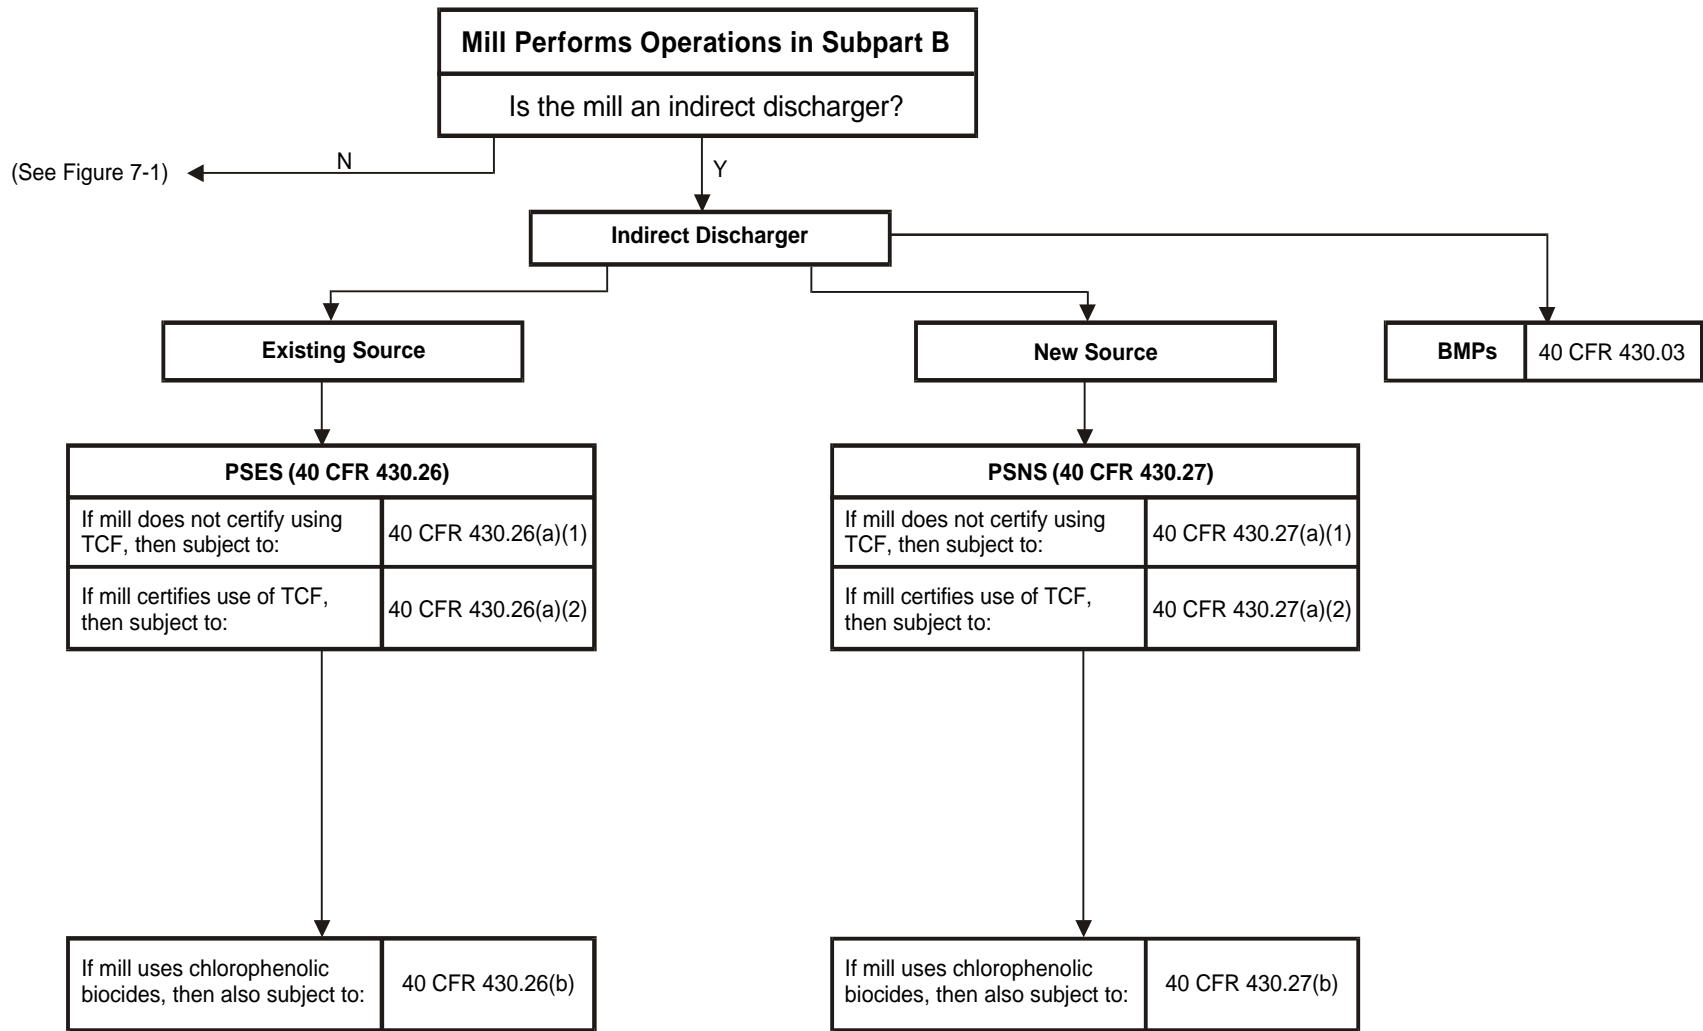 Mill Performs Operations in Subpart B
Is the mill an indirect discharger?
(See Figure 7-1)
N
Y
Indirect Discharger
Existing Source
New Source
BMPs
40 CFR 430.03
PSES (40 CFR 430.26)
If mill does not certify using
TCF, then subject to:
40 CFR 430.26(a)(1)
If mill certifies use of TCF,
then subject to:
40 CFR 430.26(a)(2)
PSNS (40 CFR 430.27)
If mill does not certify using
TCF, then subject to:
40 CFR 430.27(a)(1)
If mill certifies use of TCF,
then subject to:
40 CFR 430.27(a)(2)
If mill uses chlorophenolic
biocides, then also subject to:
40 CFR 430.26(b)
If mill uses chlorophenolic
biocides, then also subject to:
40 CFR 430.27(b)